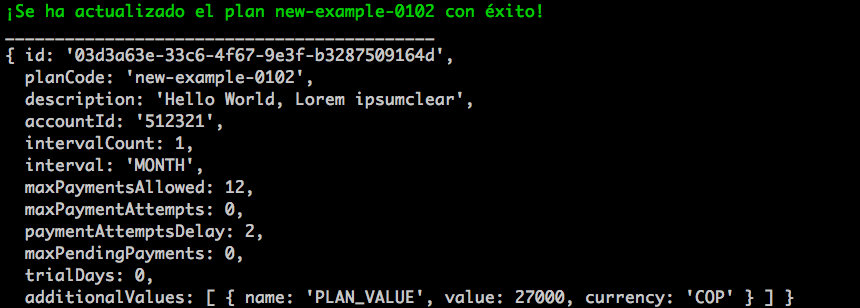 ¡Se ha actualizado el plan new-example-0102 con éxito!
___________________________________________
{ id: '03d3a63e-33c6-4f67-9e3f-b3287509164d',
planCode: 'new-example-0102',
description: 'Hello World, Lorem ipsumclear',
accountId: '512321',
intervalCount: 1,
interval: 'MONTH',
maxPaymentsAllowed: 12,
maxPaymentAttempts: 0,
paymentAttemptsDelay: 2,
maxPendingPayments: 0,
trialDays: 0,
additionalValues: [ { name: 'PLAN_VALUE', value: 27000, currency: 'COP' } ] }